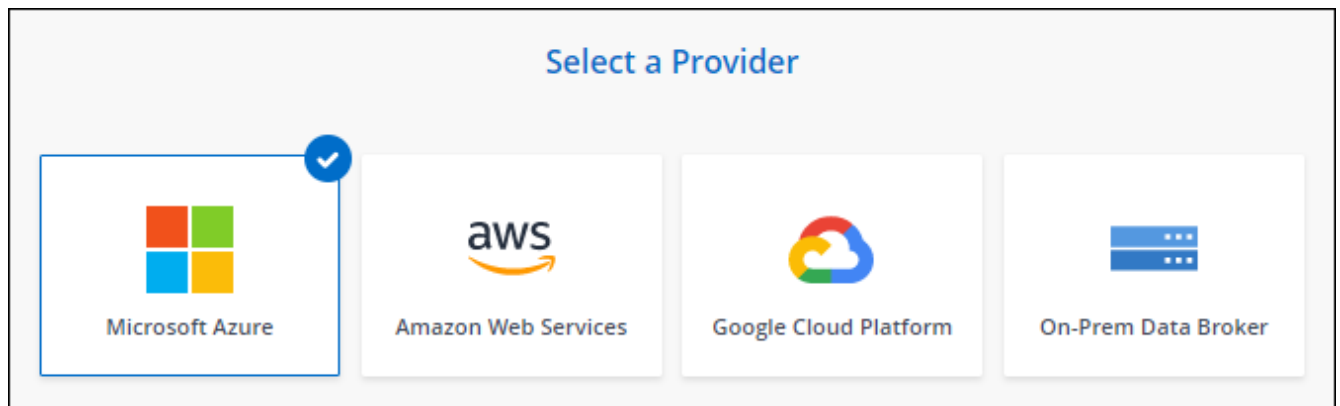 Select a Provider
aws
Microsoft Azure
Amazon Web Services
Google Cloud Platform
On-Prem Data Broker